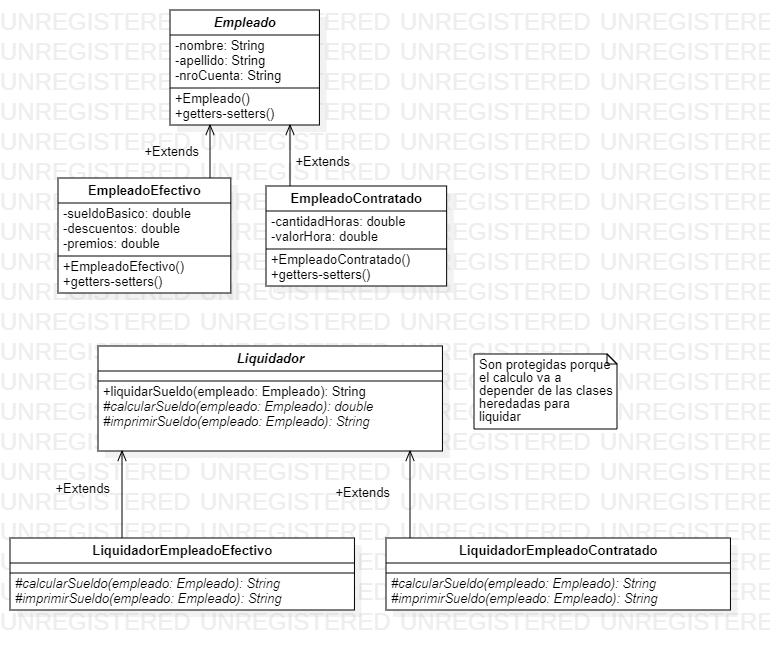 Empleado
-nombre: String
-apellido: String
-nroCuenta: String
+Empleado()
+getters-setters()
+Extends
+Extends
EmpleadoEfectivo
-sueldoBasico: double
-descuentos: double
-premios: double
+EmpleadoEfectivo()
+getters-setters()
EmpleadoContratado
-cantidadHoras: double
-valorHora: double
+EmpleadoContratado()
+getters-setters()
Liquidador
+liquidarSueldo(empleado: Empleado): String
#calcularSueldo(empleado: Empleado): double
#imprimirSueldo(empleado: Empleado): String
Son protegidas porque
el calculo va a
depender de las clases
heredadas para
liquidar
+Extends
+Extends
LiquidadorEmpleadoEfectivo
#calcularSueldo(empleado: Empleado): String
#imprimirSueldo(empleado: Empleado): String
LiquidadorEmpleadoContratado
#calcularSueldo(empleado: Empleado): String
#imprimirSueldo(empleado: Empleado): String
UNREGISTERED